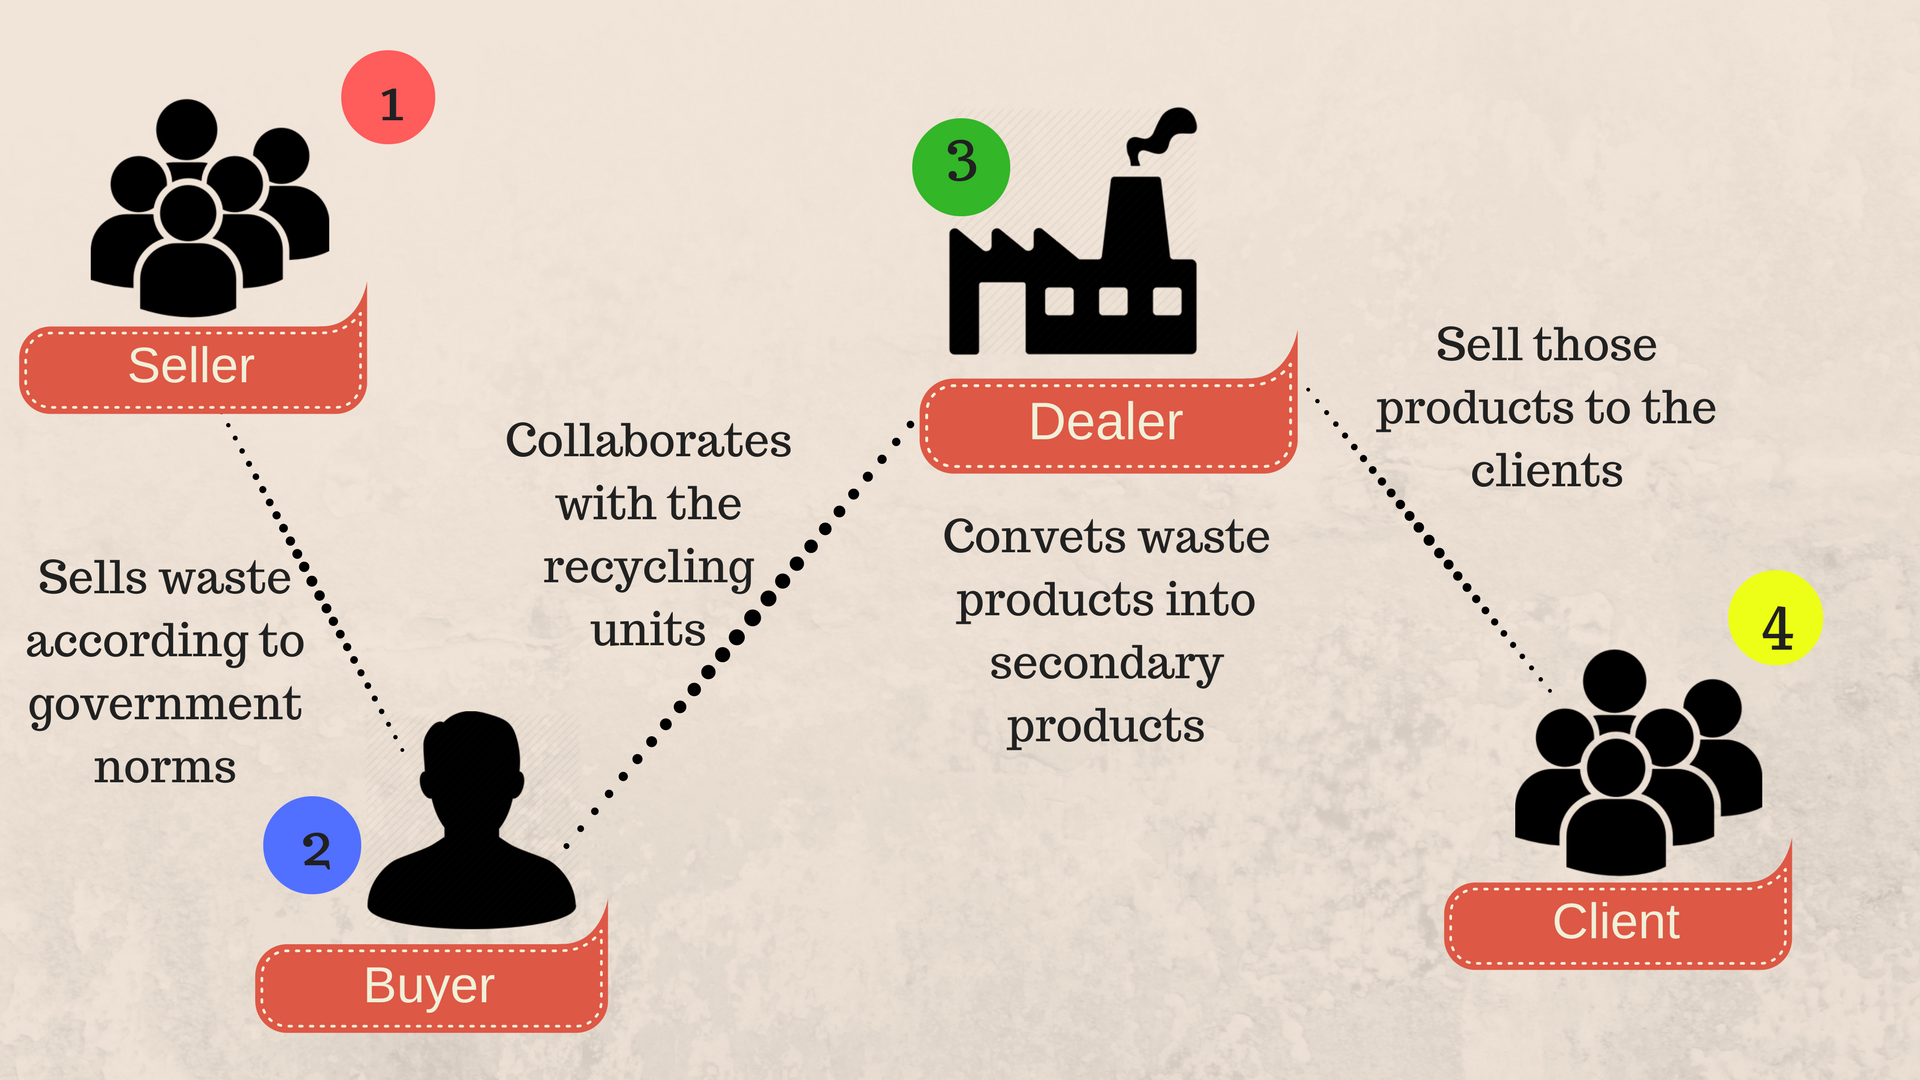 1
Seller
Sells waste
according to
government
norms
2
Buyer
Collaborates
with the
recycling
units
3
Dealer
Convets waste
products into
secondary
products
Sell those
products to the
clients
4
Client